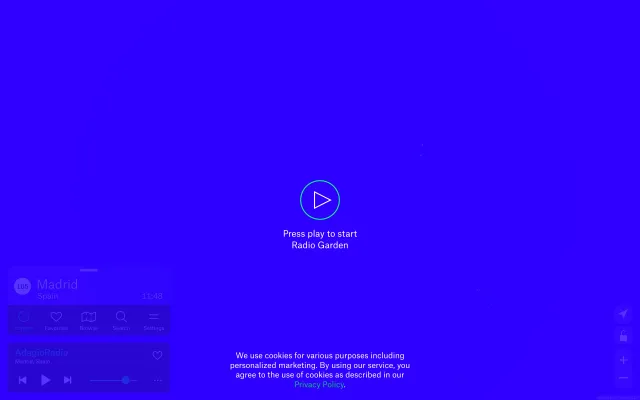 Press play to start
Radio Garden
Madrid
Spain
11:40
Favorites
Browse
Search
Settings
AdagioRadio
Madrid Spain
We use cookies for various purposes including
personalized marketing. By using our service, you
agree to the use of cookies as described in our
Privacy Policy.